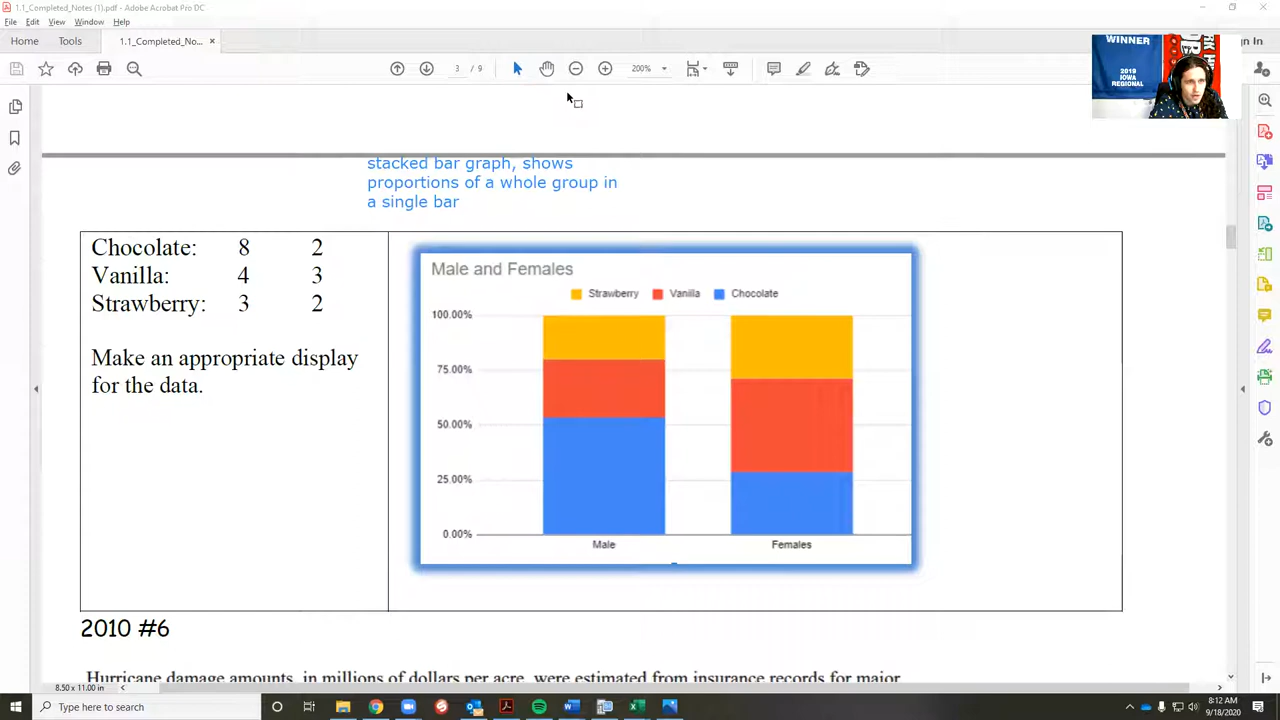 1.1_Completed_Notes (1).pdf - Adobe Acrobat Pro DC
File Edit View Window Help
Home Tools 1.1_Completed_No... × gn In
3 / 9 200%
WINNER
2019
IOWA
REGIONAL
stacked bar graph, shows
proportions of a whole group in
a single bar
Chocolate: 8 2
Vanilla: 4 3
Strawberry: 3 2
Make an appropriate display
for the data.
Male and Females
Strawberry Vanilla Chocolate
100.00%
75.00%
50.00%
25.00%
0.00%
Male Females
2010 #6
Hurricane damage amounts, in millions of dollars per acre, were estimated from insurance records for major
8.50 x 11.00 in
Type here to search
8:12 AM
9/18/2020